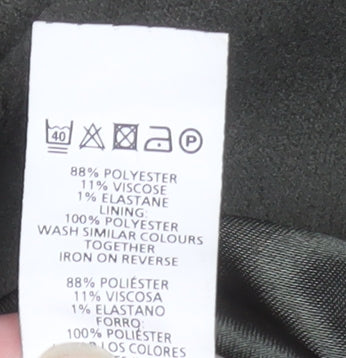 40 P
88% POLYESTER
11% VISCOSE
1% ELASTANE
LINING:
100% POLYESTER
WASH SIMILAR COLOURS
TOGETHER
IRON ON REVERSE
88% POLIÉSTER
11% VISCOSA
1% ELASTANO
FORRO:
100% POLIÉSTER
LOS COLORES